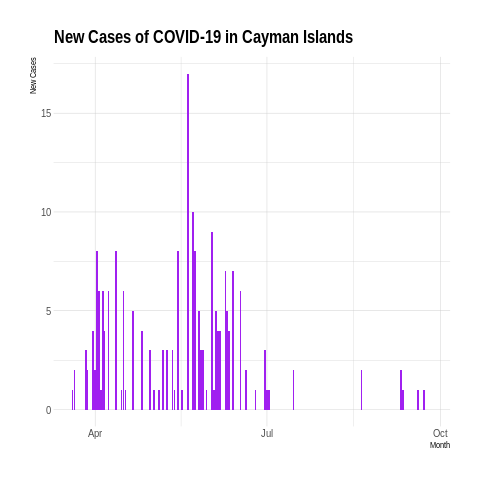 New Cases of COVID-19 in Cayman Islands
New Cases
15
10
5
0
Apr
Jul
Oct
Month